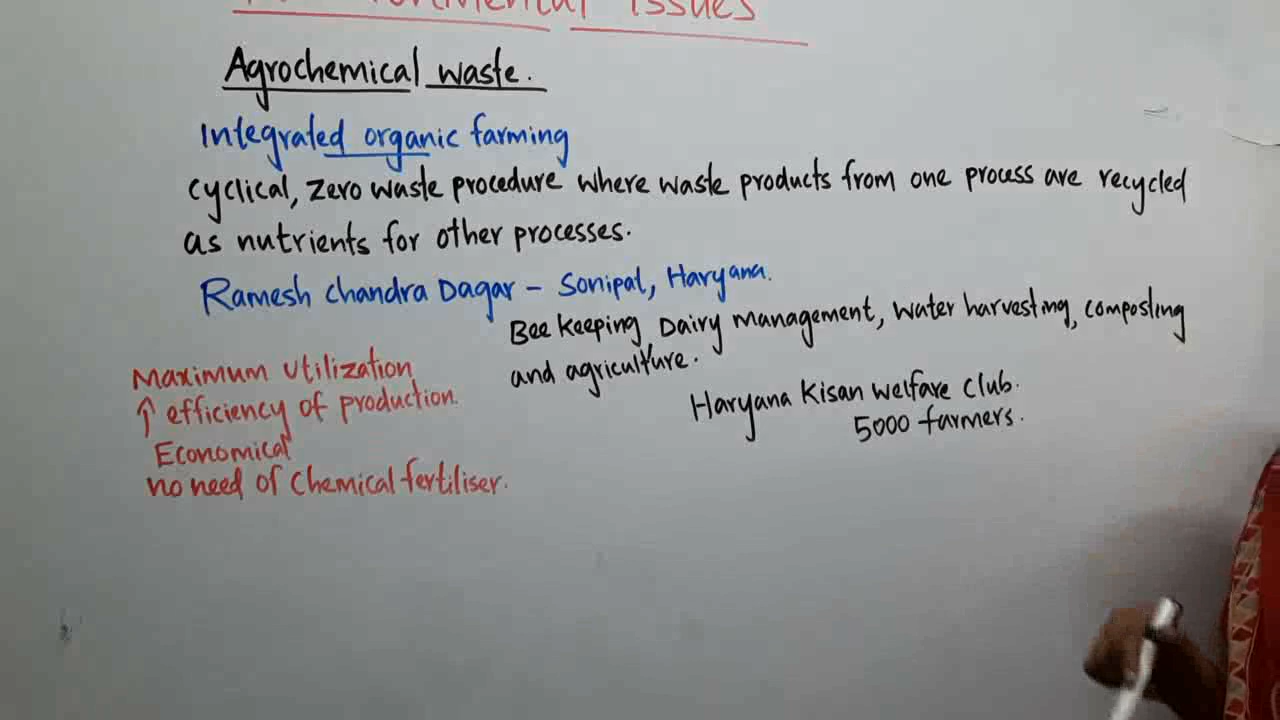 Issues
Agrochemical waste.
Integrated organic farming
cyclical, zero waste procedure where waste products from one process are recycled
as nutrients for other processes.
Ramesh chandra Dagar – Sonipat, Haryana.
Bee keeping, Dairy management, water harvesting, composting
and agriculture.
Haryana Kisan welfare club.
5000 farmers.
Maximum utilization
↑ efficiency of production.
Economical
no need of chemical fertiliser.